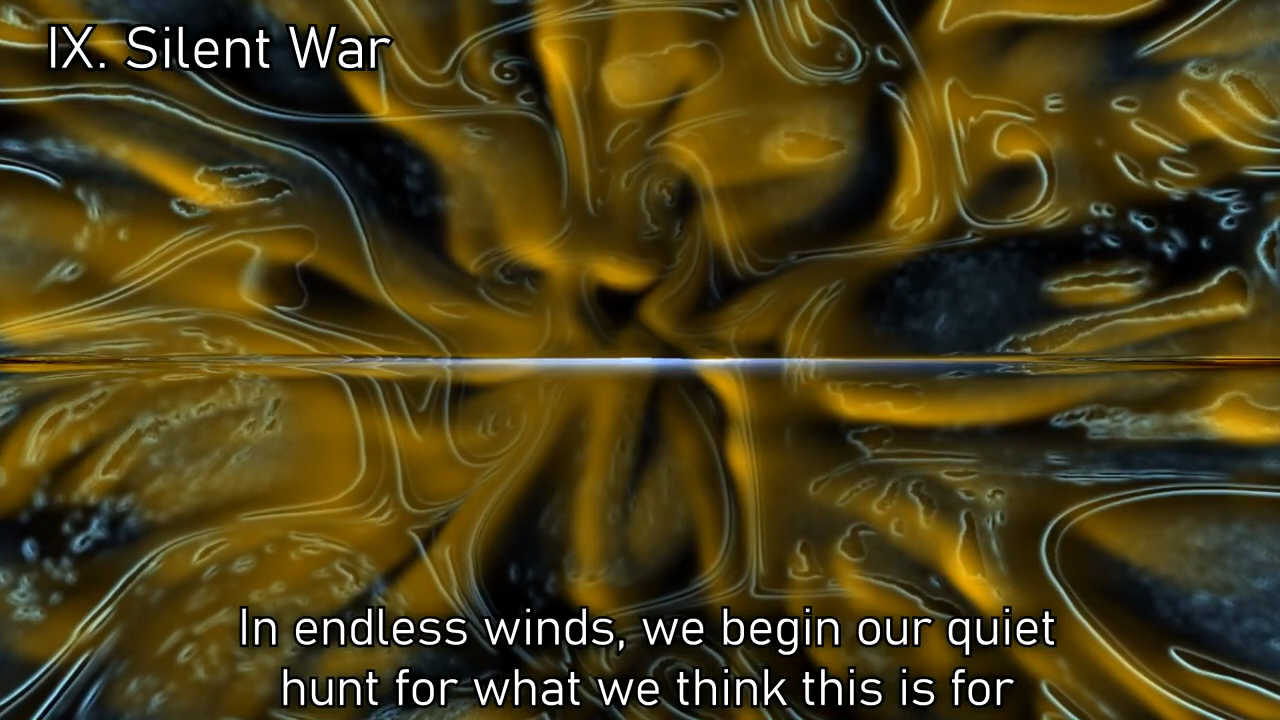 IX. Silent War
In endless winds, we begin our quiet
hunt for what we think this is for